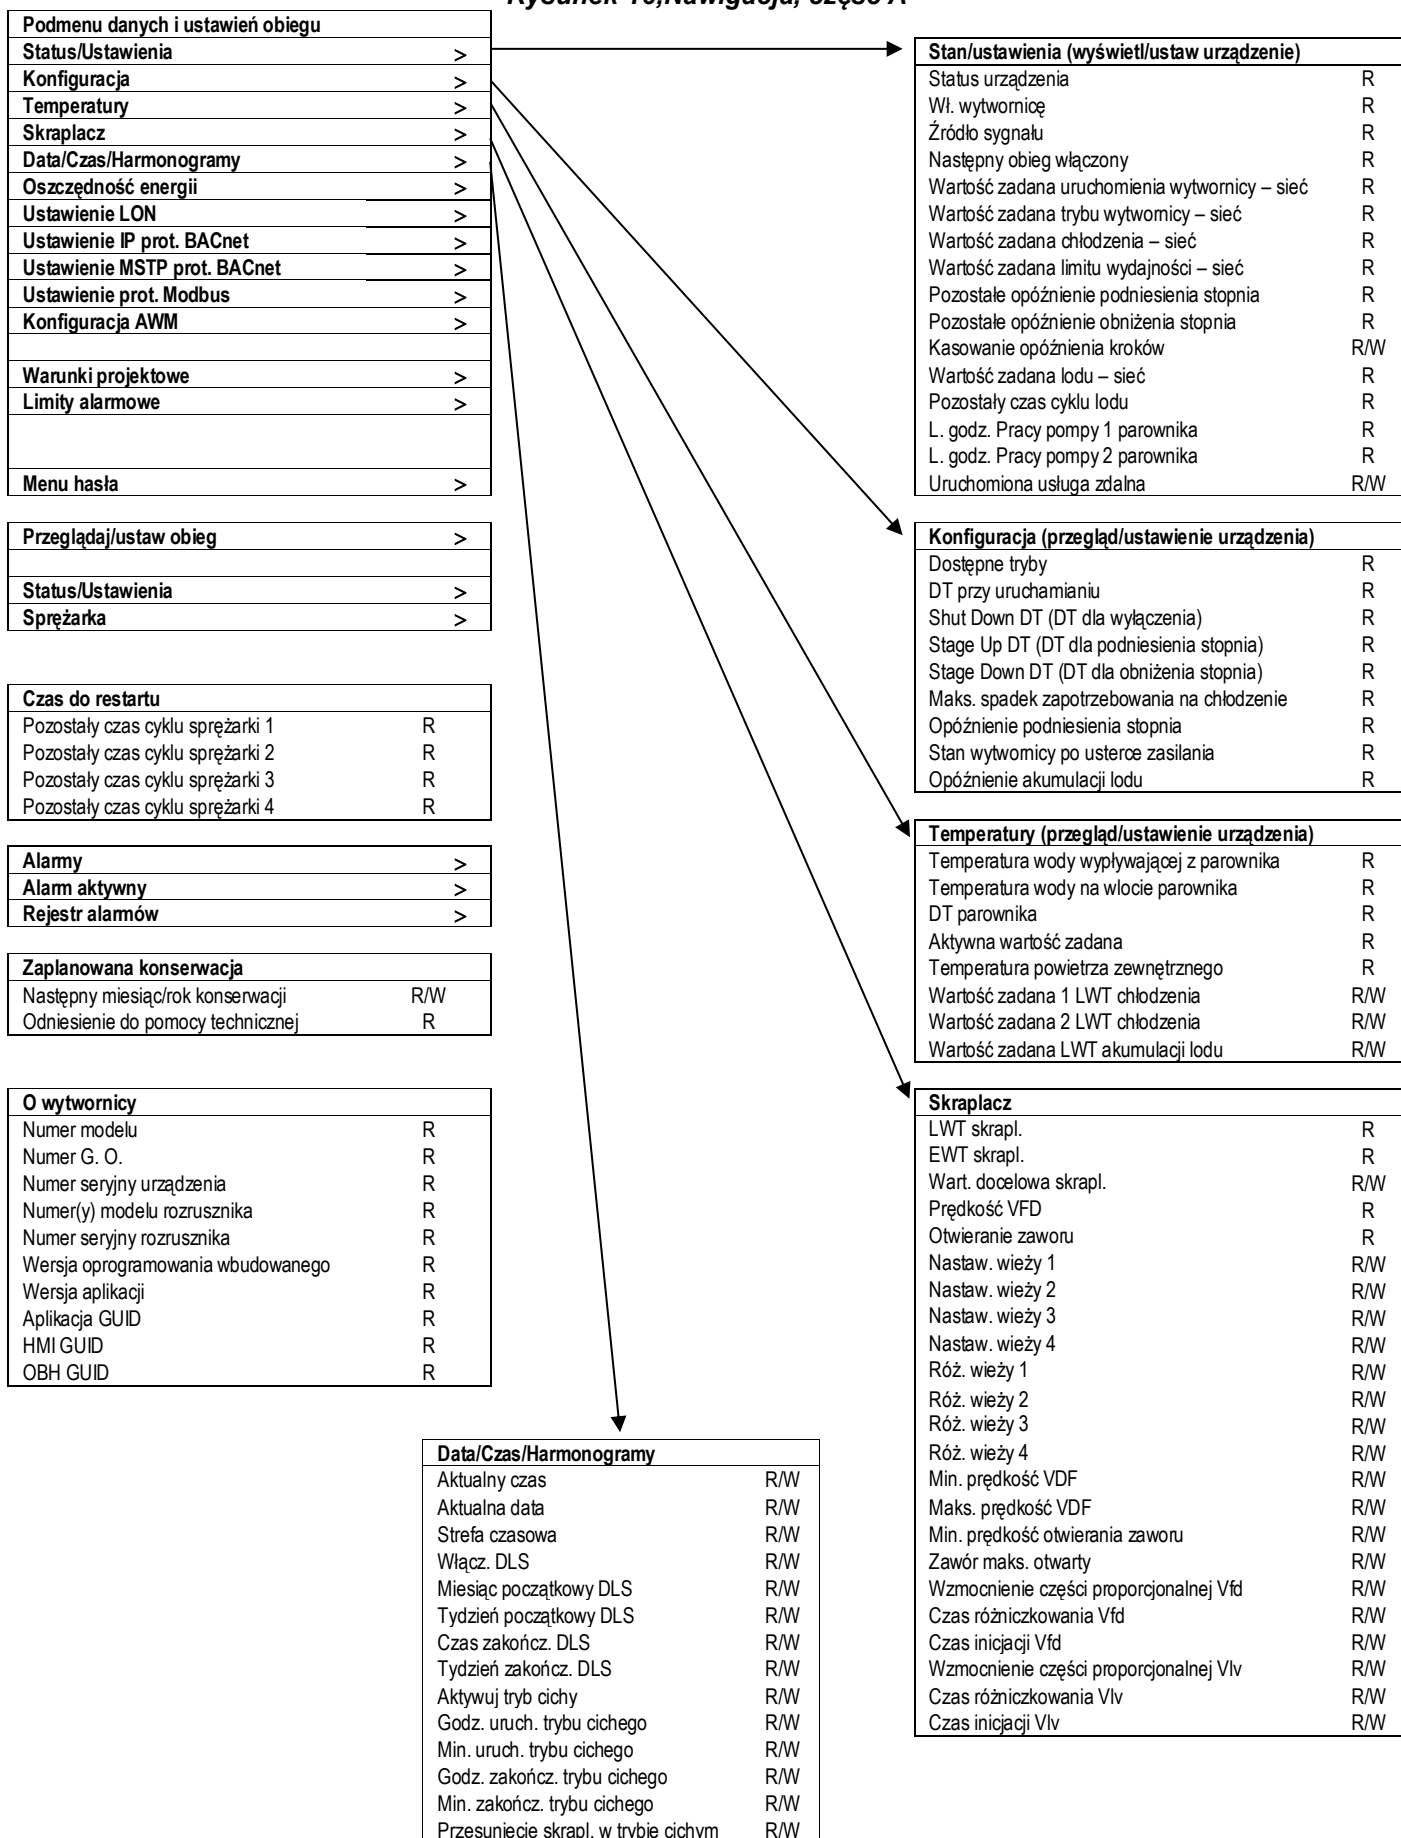 Rysunek 10,Nawigacja, część A
Podmenu danych i ustawień obiegu
Status/Ustawienia >
Konfiguracja >
Temperatury >
Skraplacz >
Data/Czas/Harmonogramy >
Oszczędność energii >
Ustawienie LON >
Ustawienie IP prot. BACnet >
Ustawienie MSTP prot. BACnet >
Ustawienie prot. Modbus >
Konfiguracja AWM >
Warunki projektowe >
Limity alarmowe >
Menu hasła >
Przeglądaj/ustaw obieg >
Status/Ustawienia >
Sprężarka >
Czas do restartu
Pozostały czas cyklu sprężarki 1 R
Pozostały czas cyklu sprężarki 2 R
Pozostały czas cyklu sprężarki 3 R
Pozostały czas cyklu sprężarki 4 R
Alarmy >
Alarm aktywny >
Rejestr alarmów >
Zaplanowana konserwacja
Następny miesiąc/rok konserwacji R/W
Odniesienie do pomocy technicznej R
O wytwornicy
Numer modelu R
Numer G. O. R
Numer seryjny urządzenia R
Numer(y) modelu rozrusznika R
Numer seryjny rozrusznika R
Wersja oprogramowania wbudowanego R
Wersja aplikacji R
Aplikacja GUID R
HMI GUID R
OBH GUID R
Stan/ustawienia (wyświetl/ustaw urządzenie)
Status urządzenia R
Wł. wytwornicę R
Źródło sygnału R
Następny obieg włączony R
Wartość zadana uruchomienia wytwornicy – sieć R
Wartość zadana trybu wytwornicy – sieć R
Wartość zadana chłodzenia – sieć R
Wartość zadana limitu wydajności – sieć R
Pozostałe opóźnienie podniesienia stopnia R
Pozostałe opóźnienie obniżenia stopnia R
Kasowanie opóźnienia kroków R/W
Wartość zadana lodu – sieć R
Pozostały czas cyklu lodu R
L. godz. Pracy pompy 1 parownika R
L. godz. Pracy pompy 2 parownika R
Uruchomiona usługa zdalna R/W
Konfiguracja (przegląd/ustawienie urządzenia)
Dostępne tryby R
DT przy uruchamianiu R
Shut Down DT (DT dla wyłączenia) R
Stage Up DT (DT dla podniesienia stopnia) R
Stage Down DT (DT dla obniżenia stopnia) R
Maks. spadek zapotrzebowania na chłodzenie R
Opóźnienie podniesienia stopnia R
Stan wytwornicy po usterce zasilania R
Opóźnienie akumulacji lodu R
Temperatury (przegląd/ustawienie urządzenia)
Temperatura wody wypływającej z parownika R
Temperatura wody na wlocie parownika R
DT parownika R
Aktywna wartość zadana R
Temperatura powietrza zewnętrznego R
Wartość zadana 1 LWT chłodzenia R/W
Wartość zadana 2 LWT chłodzenia R/W
Wartość zadana LWT akumulacji lodu R/W
Skraplacz
LWT skrapl. R
EWT skrapl. R
Wart. docelowa skrapl. R/W
Prędkość VFD R
Otwieranie zaworu R
Nastaw. wieży 1 R/W
Nastaw. wieży 2 R/W
Nastaw. wieży 3 R/W
Nastaw. wieży 4 R/W
Róż. wieży 1 R/W
Róż. wieży 2 R/W
Róż. wieży 3 R/W
Róż. wieży 4 R/W
Min. prędkość VDF R/W
Maks. prędkość VDF R/W
Min. prędkość otwierania zaworu R/W
Zawór maks. otwarty R/W
Wzmocnienie części proporcjonalnej Vfd R/W
Czas różniczkowania Vfd R/W
Czas inicjacji Vfd R/W
Wzmocnienie części proporcjonalnej Vlv R/W
Czas różniczkowania Vlv R/W
Czas inicjacji Vlv R/W
Data/Czas/Harmonogramy
Aktualny czas R/W
Aktualna data R/W
Strefa czasowa R/W
Włącz. DLS R/W
Miesiąc początkowy DLS R/W
Tydzień początkowy DLS R/W
Czas zakończ. DLS R/W
Tydzień zakończ. DLS R/W
Aktywuj tryb cichy R/W
Godz. uruch. trybu cichego R/W
Min. uruch. trybu cichego R/W
Godz. zakończ. trybu cichego R/W
Min. zakończ. trybu cichego R/W
Przesunięcie skrapl. w trybie cichym R/W